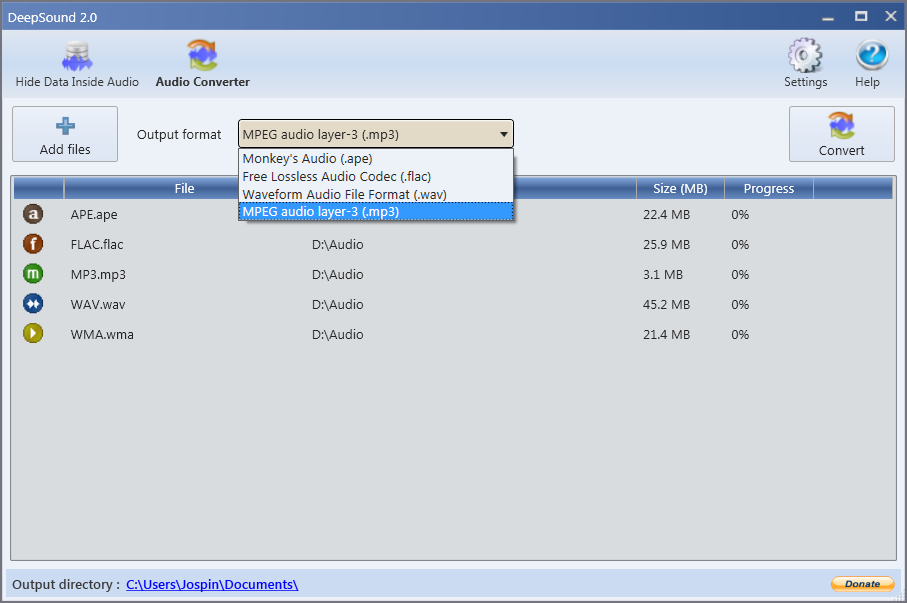 DeepSound 2.0
Hide Data Inside Audio
Audio Converter
Settings
Help
Add files
Output format
MPEG audio layer-3 (.mp3)
Convert
Monkey's Audio (.ape)
Free Lossless Audio Codec (.flac)
Waveform Audio File Format (.wav)
MPEG audio layer-3 (.mp3)
File Size (MB) Progress
a APE.ape 22.4 MB 0%
f FLAC.flac D:\Audio 25.9 MB 0%
m MP3.mp3 D:\Audio 3.1 MB 0%
WAV.wav D:\Audio 45.2 MB 0%
WMA.wma D:\Audio 21.4 MB 0%
Output directory : C:\Users\Jospin\Documents\
Donate